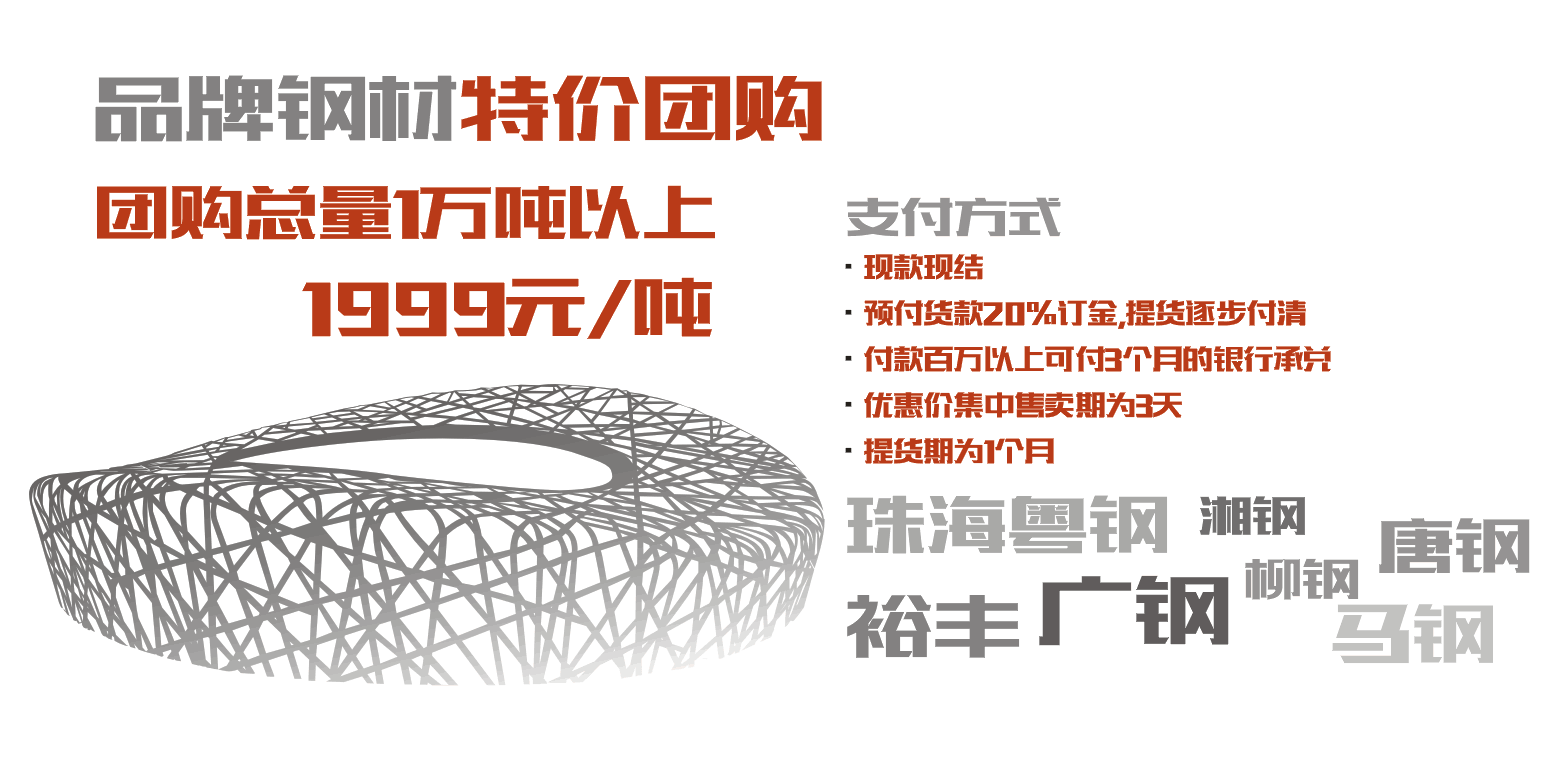 品牌钢材特价团购
团购总量1万吨以上
1999元/吨
支付方式
· 现款现结
· 预付货款20%订金,提货逐步付清
· 付款百万以上可付3个月的银行承兑
· 优惠价集中售卖期为3天
· 提货期为1个月
珠海粤钢
湘钢
唐钢
柳钢
裕丰
广钢
马钢